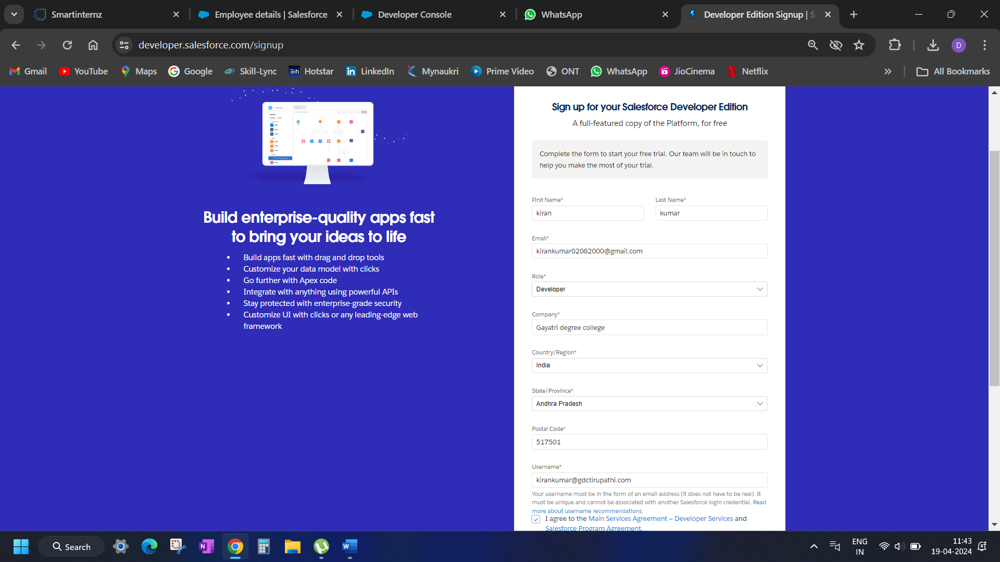 Smartinternz
Employee details | Salesforce
Developer Console
WhatsApp
Developer Edition Signup | S
developer.salesforce.com/signup
D
Gmail
YouTube
Maps
Google
Skill-Lync
Hotstar
LinkedIn
Mynaukri
Prime Video
ONT
WhatsApp
JioCinema
Netflix
All Bookmarks
Build enterprise-quality apps fast
to bring your ideas to life
• Build apps fast with drag and drop tools
• Customize your data model with clicks
• Go further with Apex code
• Integrate with anything using powerful APIs
• Stay protected with enterprise-grade security
• Customize UI with clicks or any leading-edge web
framework
Sign up for your Salesforce Developer Edition
A full-featured copy of the Platform, for free
Complete the form to start your free trial. Our team will be in touch to
help you make the most of your trial.
First Name*
Last Name*
kiran
kumar
Email*
kirankumar02082000@gmail.com
Role*
Developer
Company*
Gayatri degree college
Country/Region*
India
State/Province*
Andhra Pradesh
Postal Code*
517501
Username*
kirankumar@gdctirupathi.com
Your username must be in the form of an email address (it does not have to be real). It
must be unique and cannot be associated with another Salesforce login credential. Read
more about username recommendations.
I agree to the Main Services Agreement – Developer Services and
Salesforce Program Agreement.
Search
ENG
IN
11:43
19-04-2024